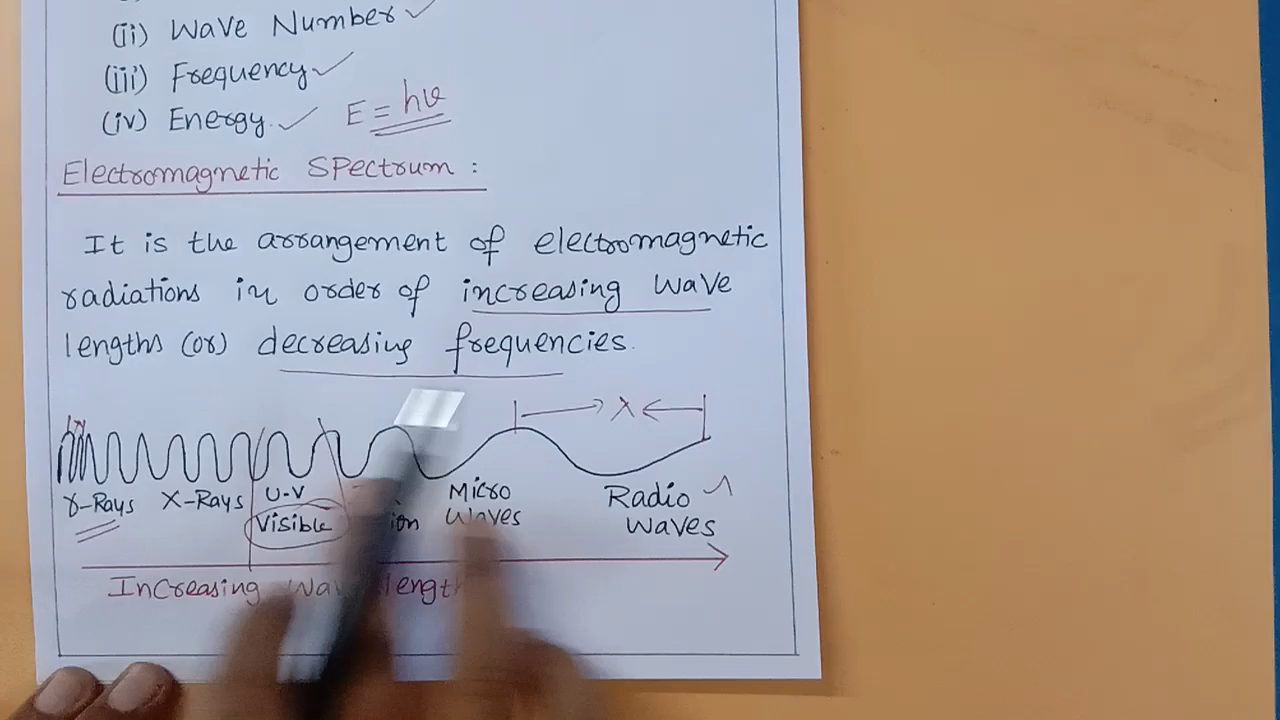 (ii) Wave Number ✓
(iii) Frequency ✓
(iv) Energy. ✓ E = hυ
Electromagnetic Spectrum :
It is the arrangement of electromagnetic
radiations in order of increasing wave
lengths (or) decreasing frequencies.
λ
γ-Rays X-Rays U-V Micro Radio
Visible Waves Waves
Increasing